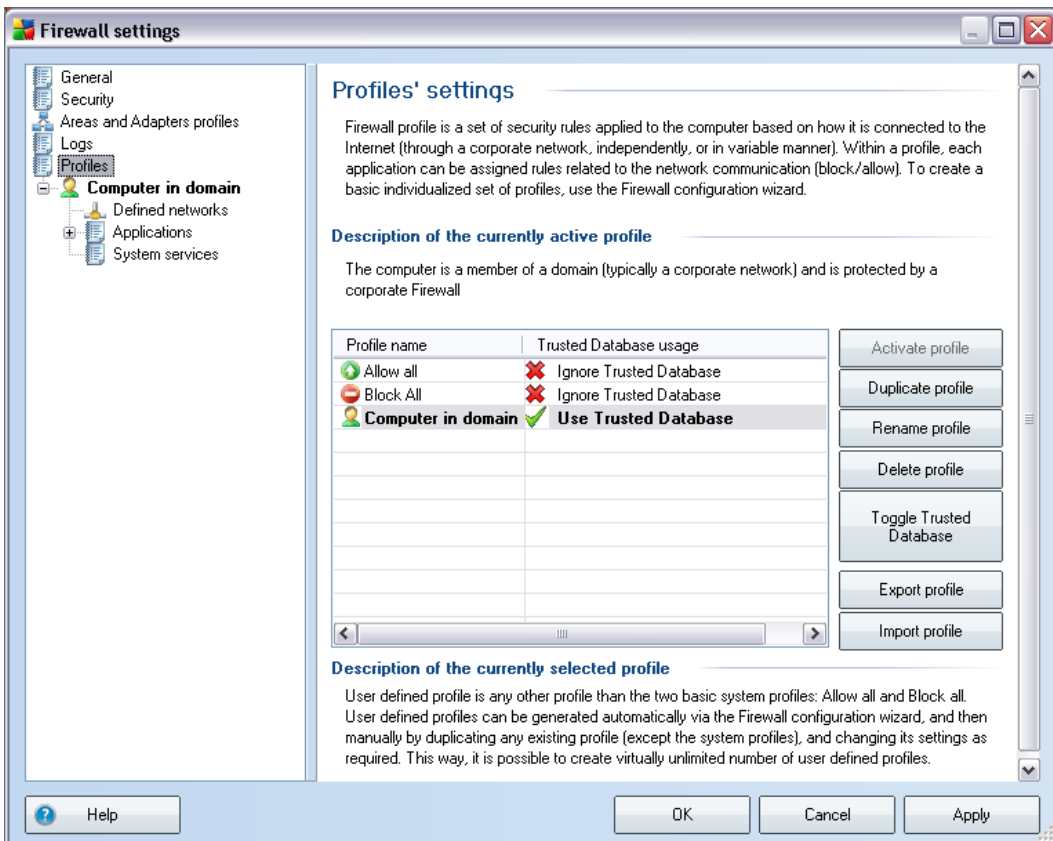 Firewall settings
General
Security
Areas and Adapters profiles
Logs
Profiles
Computer in domain
Defined networks
Applications
System services
Profiles' settings
Firewall profile is a set of security rules applied to the computer based on how it is connected to the
Internet (through a corporate network, independently, or in variable manner). Within a profile, each
application can be assigned rules related to the network communication (block/allow). To create a
basic individualized set of profiles, use the Firewall configuration wizard.
Description of the currently active profile
The computer is a member of a domain (typically a corporate network) and is protected by a
corporate Firewall
Profile name Trusted Database usage
Allow all Ignore Trusted Database
Block All Ignore Trusted Database
Computer in domain Use Trusted Database
Activate profile
Duplicate profile
Rename profile
Delete profile
Toggle Trusted
Database
Export profile
Import profile
Description of the currently selected profile
User defined profile is any other profile than the two basic system profiles: Allow all and Block all.
User defined profiles can be generated automatically via the Firewall configuration wizard, and then
manually by duplicating any existing profile (except the system profiles), and changing its settings as
required. This way, it is possible to create virtually unlimited number of user defined profiles.
Help
OK
Cancel
Apply